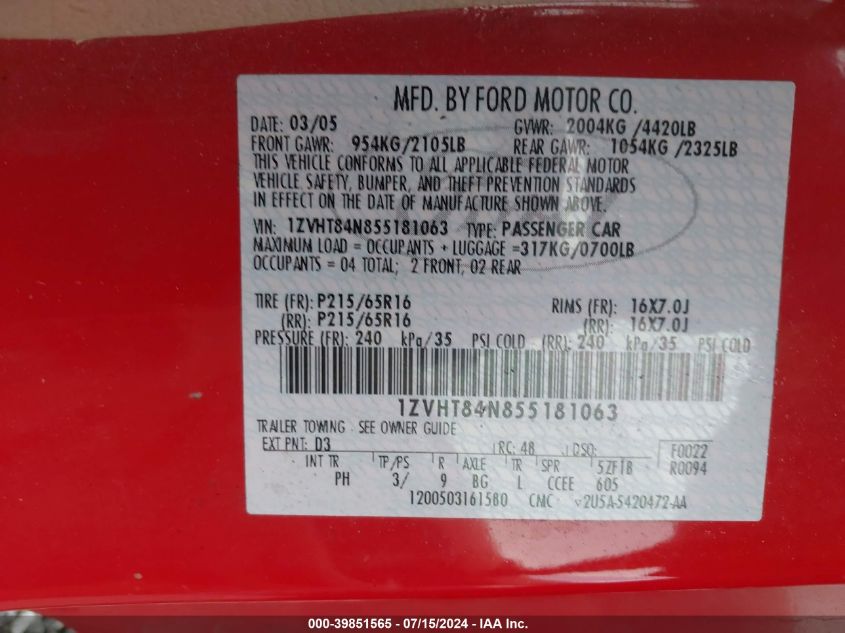 MFD. BY FORD MOTOR CO.
DATE: 03/05 GVWR: 2004KG /4420LB
FRONT GAWR: 954KG/2105LB REAR GAWR: 1054KG /2325LB
THIS VEHICLE CONFORMS TO ALL APPLICABLE FEDERAL MOTOR
VEHICLE SAFETY, BUMPER, AND THEFT PREVENTION STANDARDS
IN EFFECT ON THE DATE OF MANUFACTURE SHOWN ABOVE.
VIN: 1ZVHT84N855181063 TYPE: PASSENGER CAR
MAXIMUM LOAD = OCCUPANTS + LUGGAGE =317KG/0700LB
OCCUPANTS = 04 TOTAL; 2 FRONT, 02 REAR
TIRE (FR): P215/65R16 RIMS (FR): 16X7.0J
(RR): P215/65R16 (RR): 16X7.0J
PRESSURE (FR): 240 kPa/35 PSI COLD (RR): 240 kPa/35 PSI COLD
1ZVHT84N855181063
TRAILER TOWING - SEE OWNER GUIDE
EXT PNT: D3 RC: 48 DSO: F0022
INT TR TP/PS R AXLE TR SPR 5ZF1B R0094
PH 3/ 9 BG L CCEE 605
1200503161580 CMC v2U5A-5420472-AA
000-39851565 - 07/15/2024 - IAA Inc.